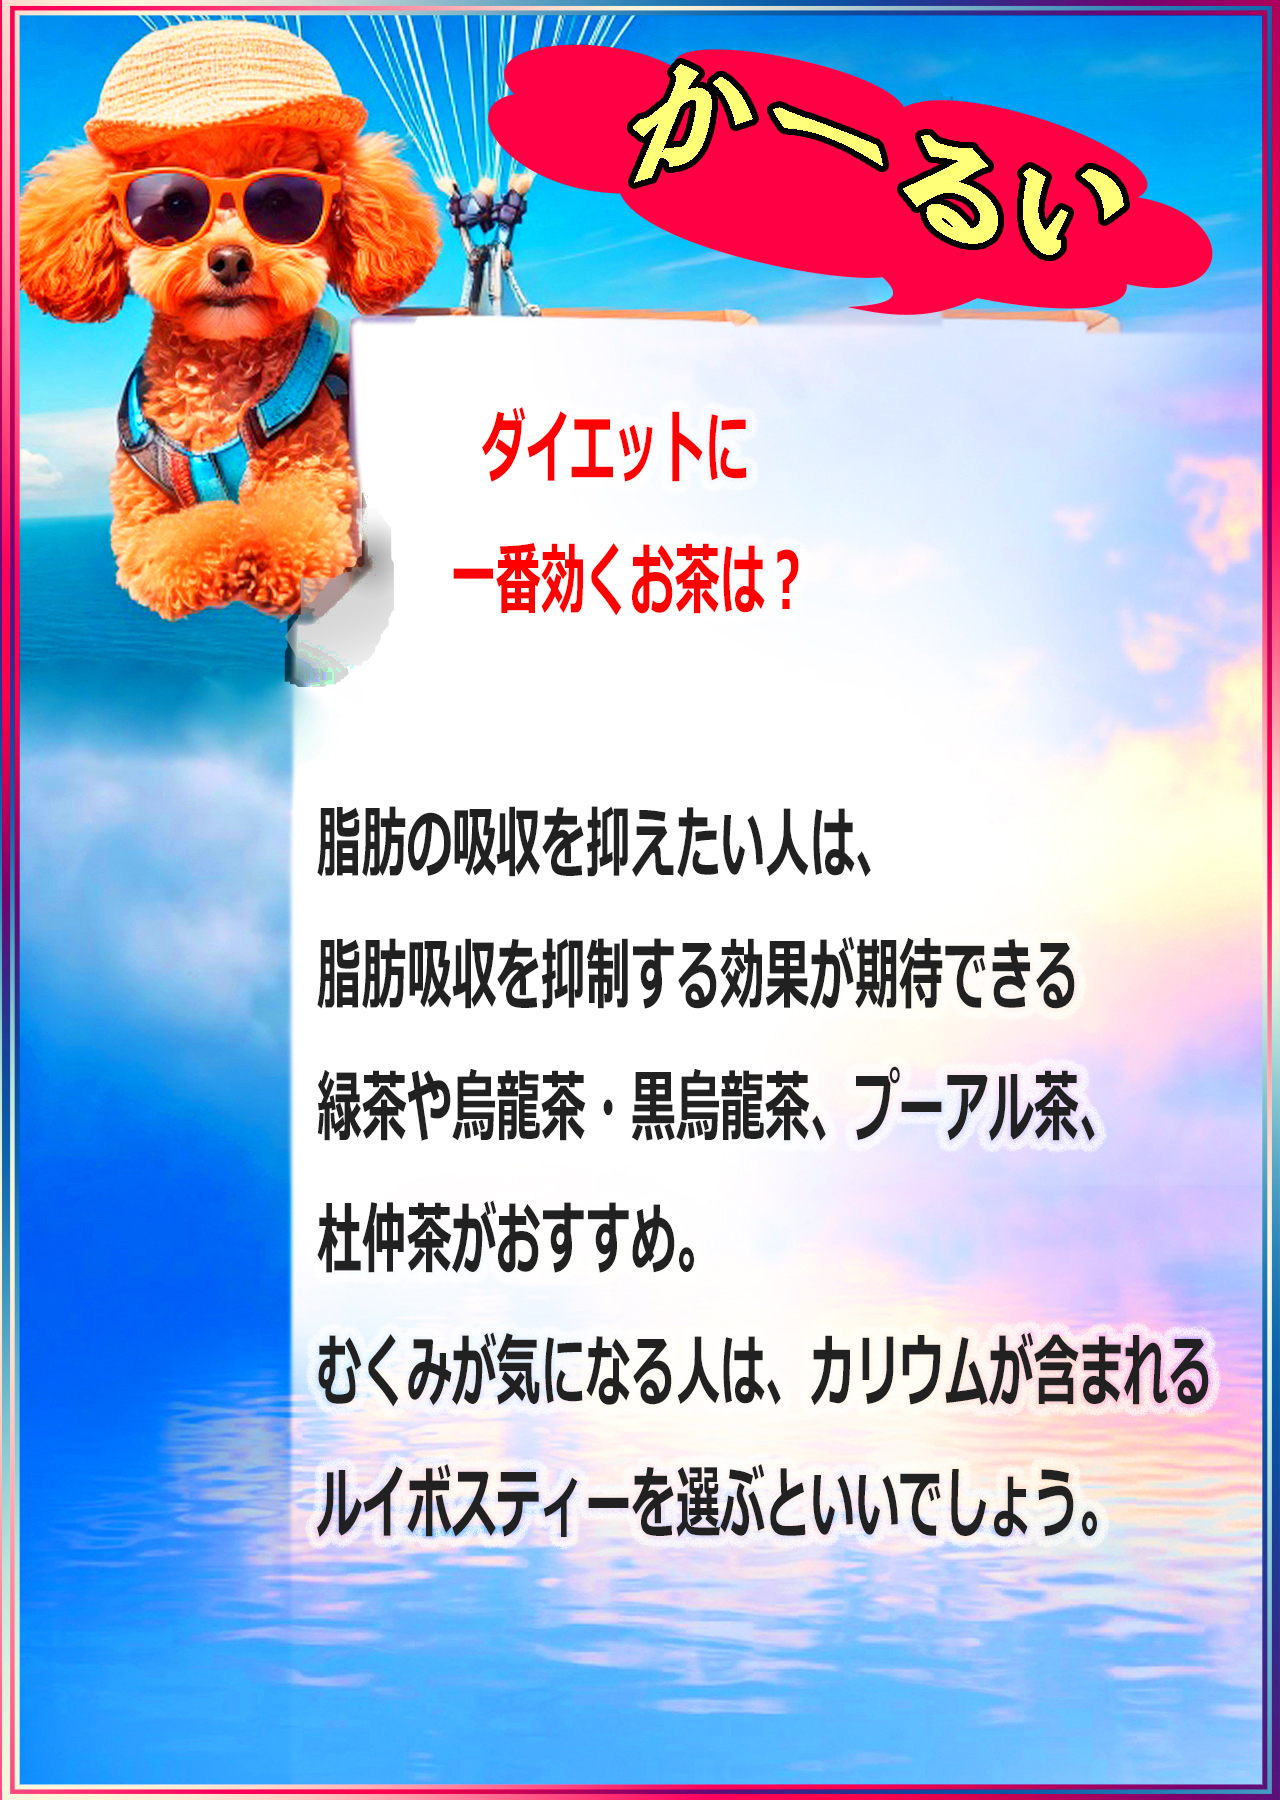 かーるい
ダイエットに
一番効くお茶は？
脂肪の吸収を抑えたい人は、
脂肪吸収を抑制する効果が期待できる
緑茶や烏龍茶・黒烏龍茶、プーアル茶、
杜仲茶がおすすめ。
むくみが気になる人は、カリウムが含まれる
ルイボスティーを選ぶといいでしょう。